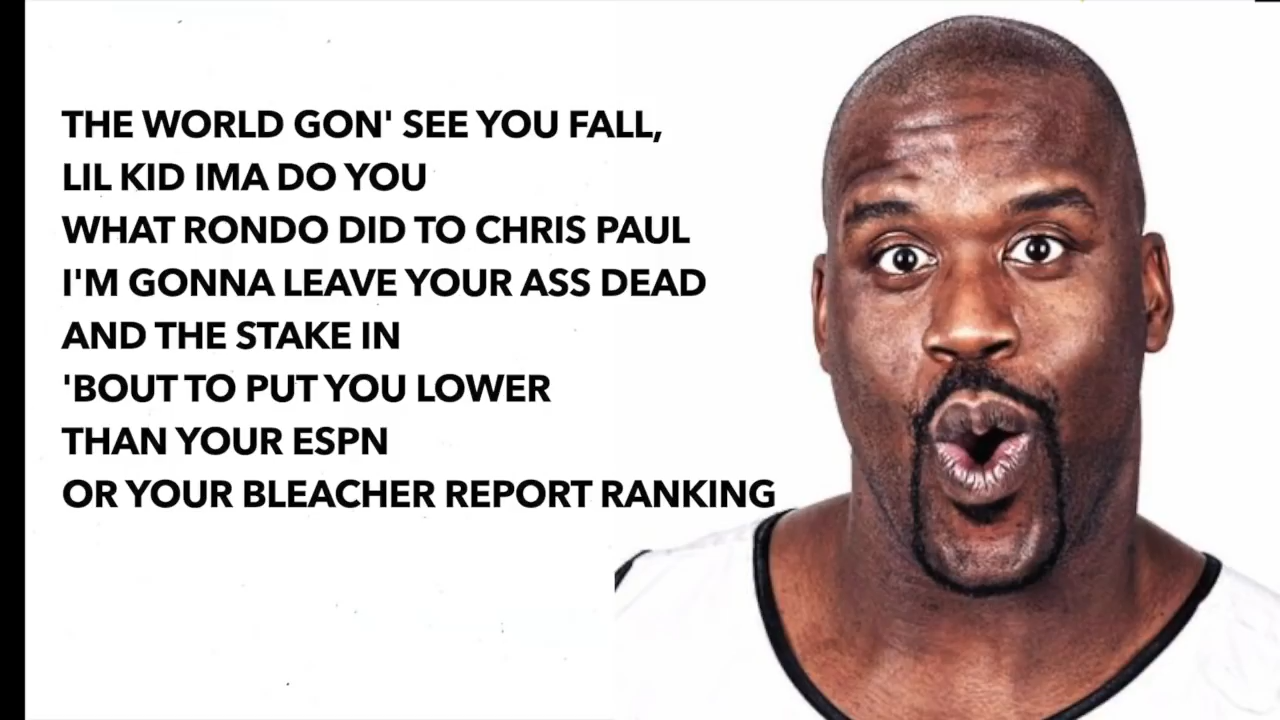 THE WORLD GON' SEE YOU FALL,
LIL KID IMA DO YOU
WHAT RONDO DID TO CHRIS PAUL
I'M GONNA LEAVE YOUR ASS DEAD
AND THE STAKE IN
'BOUT TO PUT YOU LOWER
THAN YOUR ESPN
OR YOUR BLEACHER REPORT RANKING